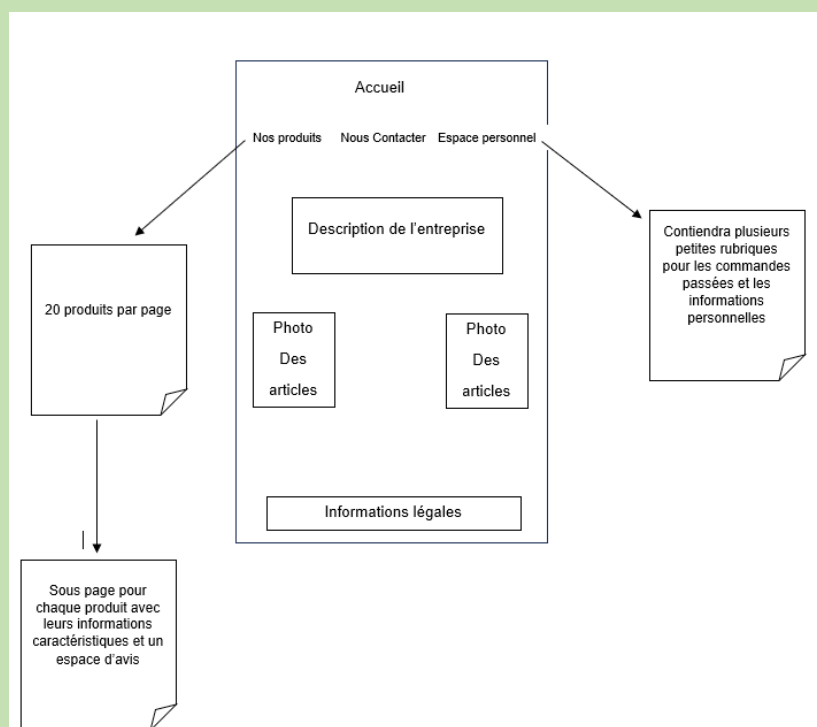 Accueil
Nos produits Nous Contacter Espace personnel
Description de l'entreprise
Photo
Des
articles
Photo
Des
articles
Informations légales
20 produits par page
Sous page pour
chaque produit avec
leurs informations
caractéristiques et un
espace d'avis
Contiendra plusieurs
petites rubriques
pour les commandes
passées et les
informations
personnelles